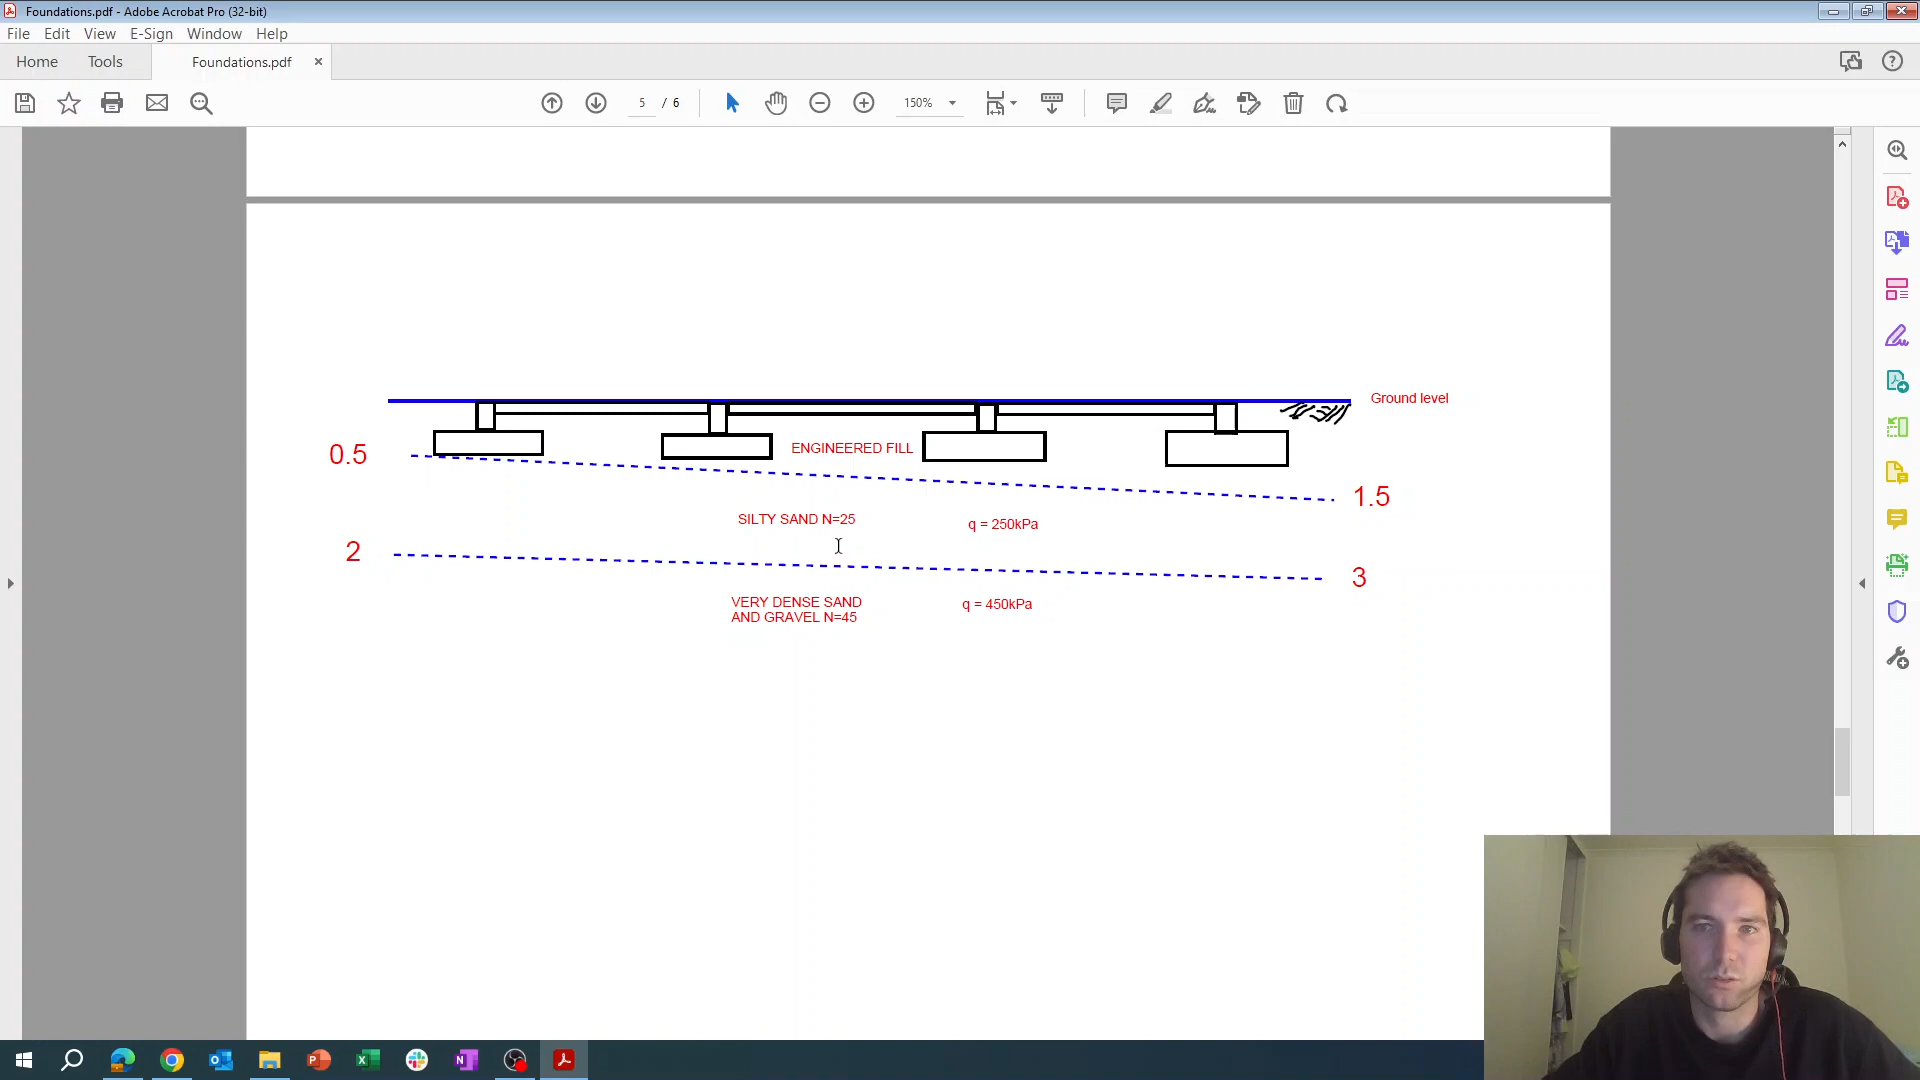 Foundations.pdf - Adobe Acrobat Pro (32-bit)
File Edit View E-Sign Window Help
Home Tools Foundations.pdf
5 / 6 150%
Ground level
0.5
ENGINEERED FILL
1.5
SILTY SAND N=25 q = 250kPa
2
3
VERY DENSE SAND
AND GRAVEL N=45
q = 450kPa